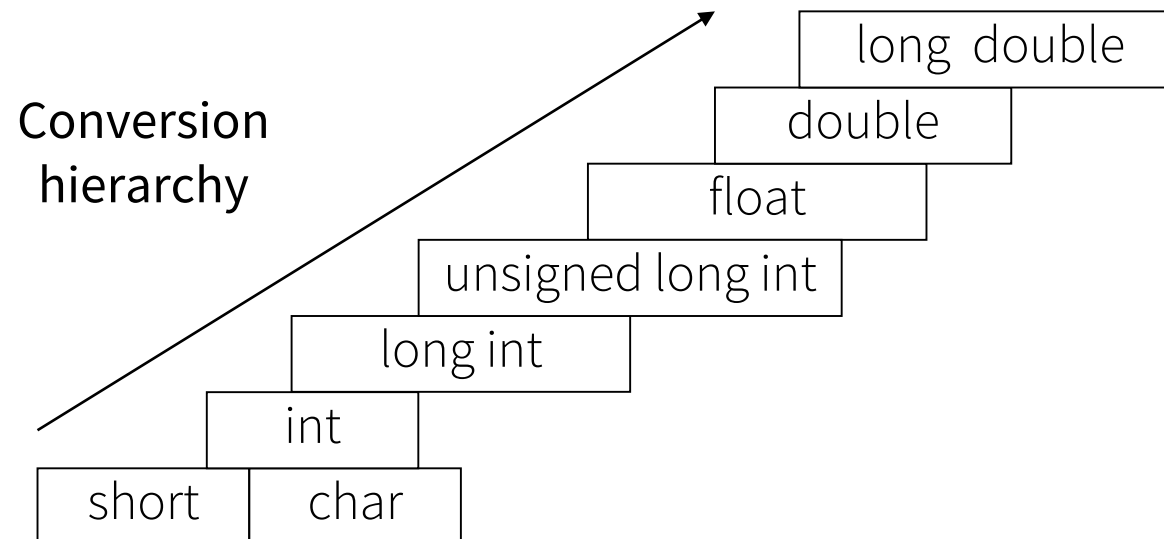 long double
double
Conversion
hierarchy
float
unsigned long int
long int
int
short
char